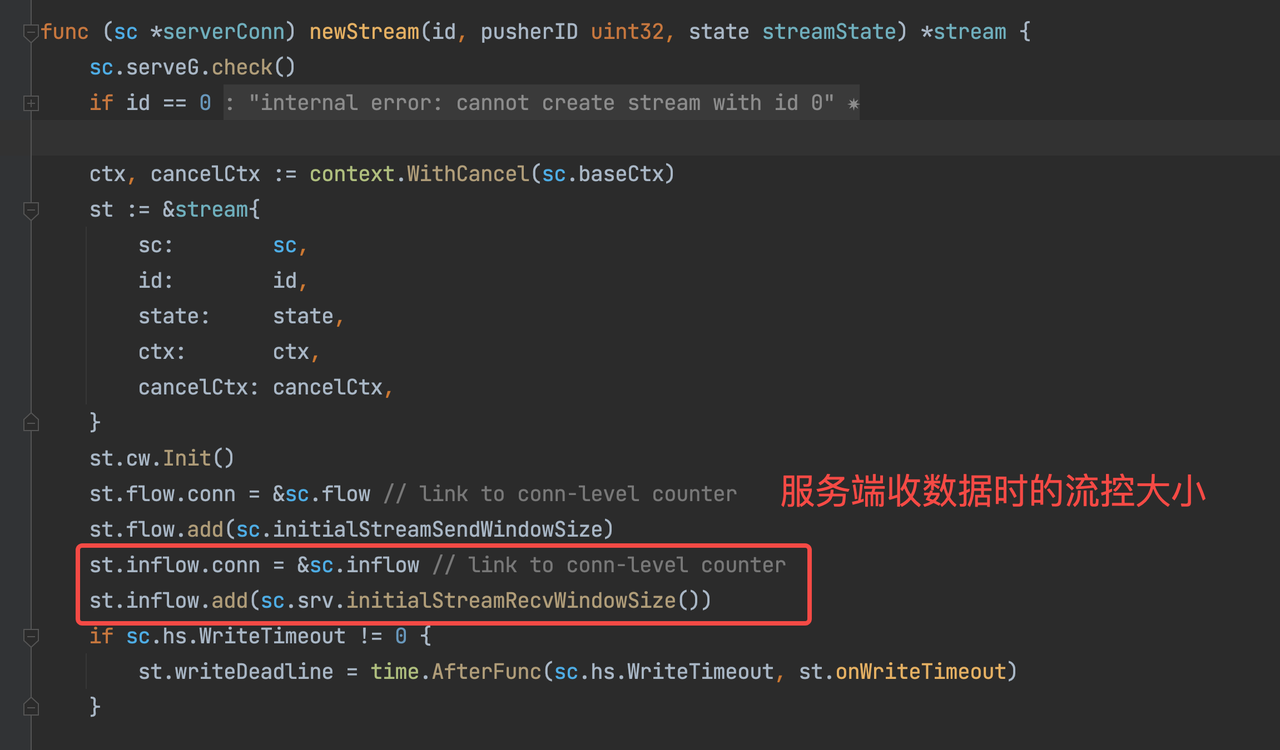 func (sc *serverConn) newStream(id, pusherID uint32, state streamState) *stream {
    sc.serveG.check()
    if id == 0 : "internal error: cannot create stream with id 0" *
    ctx, cancelCtx := context.WithCancel(sc.baseCtx)
    st := &stream{
        sc:        sc,
        id:        id,
        state:     state,
        ctx:       ctx,
        cancelCtx: cancelCtx,
    }
    st.cw.Init()
    st.flow.conn = &sc.flow // link to conn-level counter
服务端收数据时的流控大小
    st.flow.add(sc.initialStreamSendWindowSize)
    st.inflow.conn = &sc.inflow // link to conn-level counter
    st.inflow.add(sc.srv.initialStreamRecvWindowSize())
    if sc.hs.WriteTimeout != 0 {
        st.writeDeadline = time.AfterFunc(sc.hs.WriteTimeout, st.onWriteTimeout)
    }